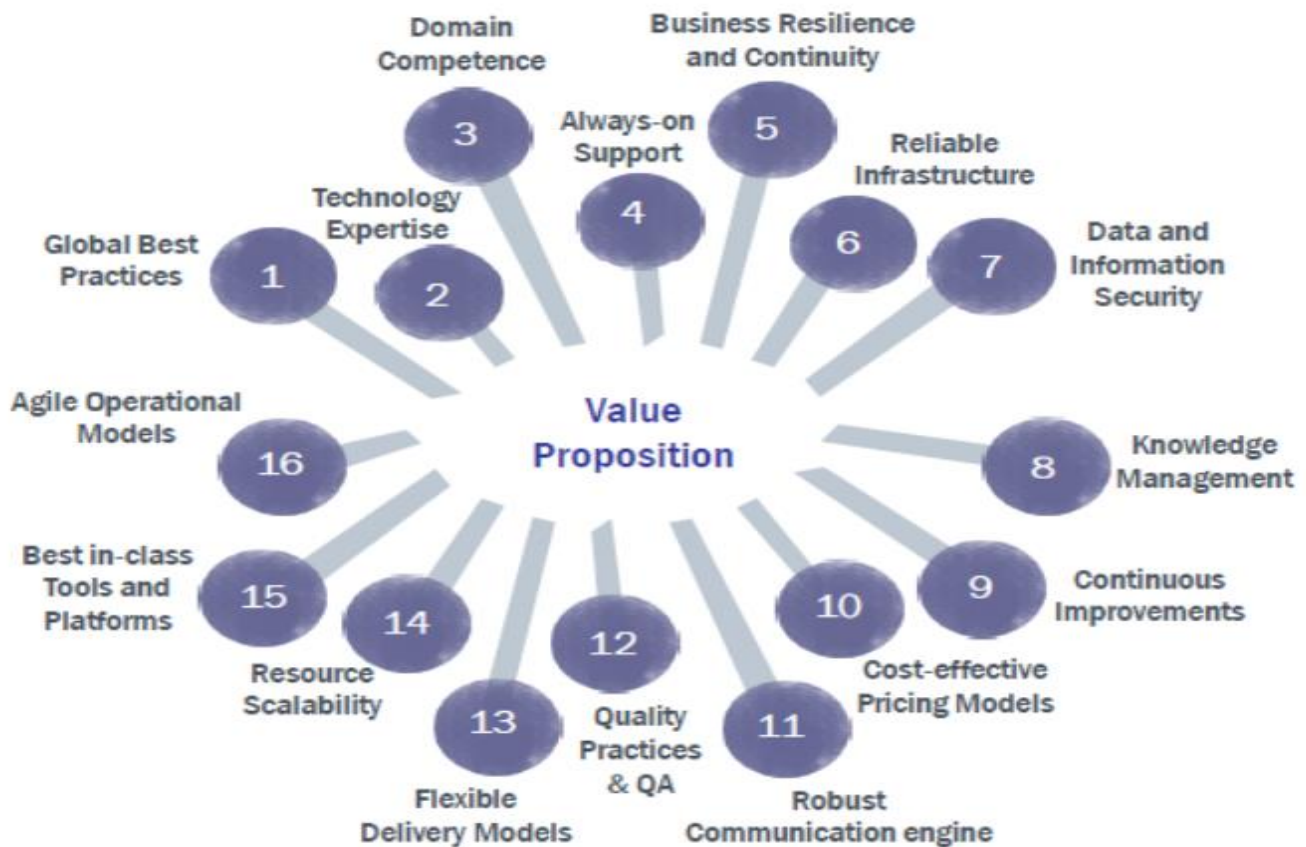 Domain
Competence
3
Business Resilience
and Continuity
5
Always-on
Support
4
Reliable
Infrastructure
6
Technology
Expertise
2
Global Best
Practices
1
Data and
Information
Security
7
Value
Proposition
Agile Operational
Models
16
Knowledge
Management
8
Best in-class
Tools and
Platforms
15
Continuous
Improvements
9
Resource
Scalability
14
Cost-effective
Pricing Models
10
Quality
Practices
& QA
12
Flexible
Delivery Models
13
Robust
Communication engine
11